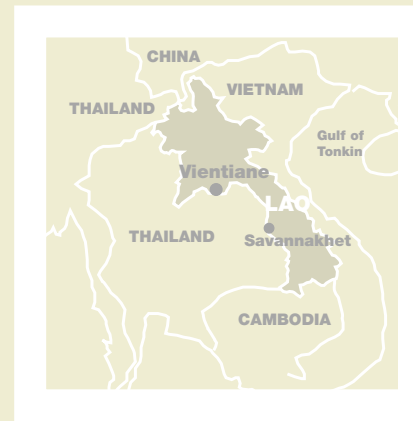 CHINA
VIETNAM
THAILAND
Gulf of
Tonkin
Vientiane
LAO
THAILAND
Savannakhet
CAMBODIA